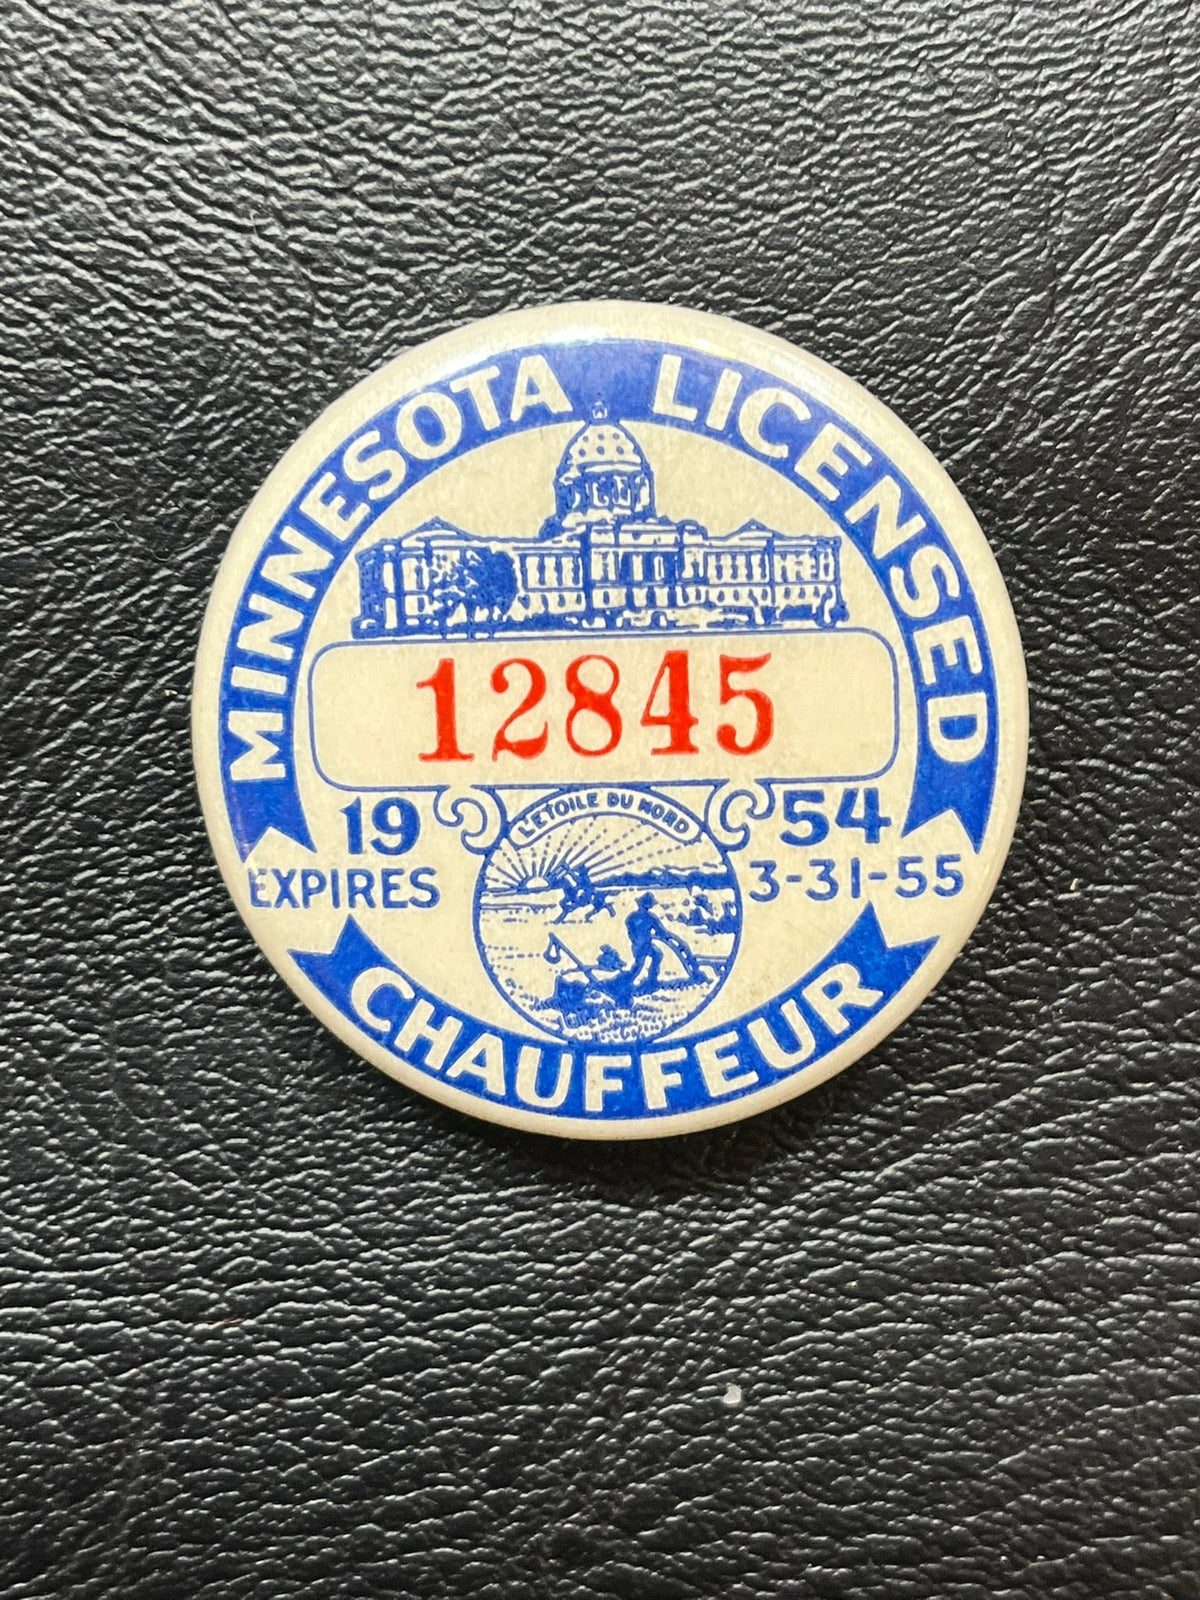 MINNESOTA LICENSED
12845
19 54
L'ETOILE DU NORD
EXPIRES 3-31-55
CHAUFFEUR